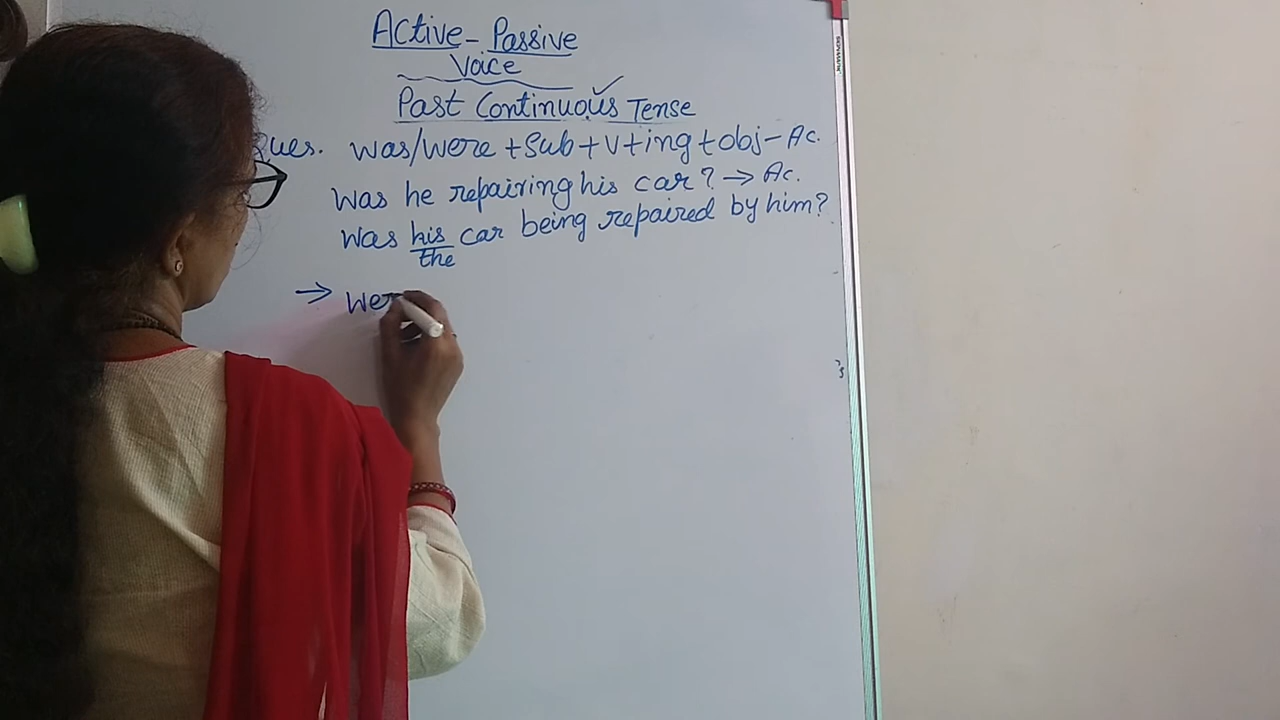 Active - Passive
Voice
Past Continuous Tense
Ques. was/were + Sub + V + ing + obj - Ac.
Was he repairing his car? → Ac.
Was his car being repaired by him?
the
→ Wer